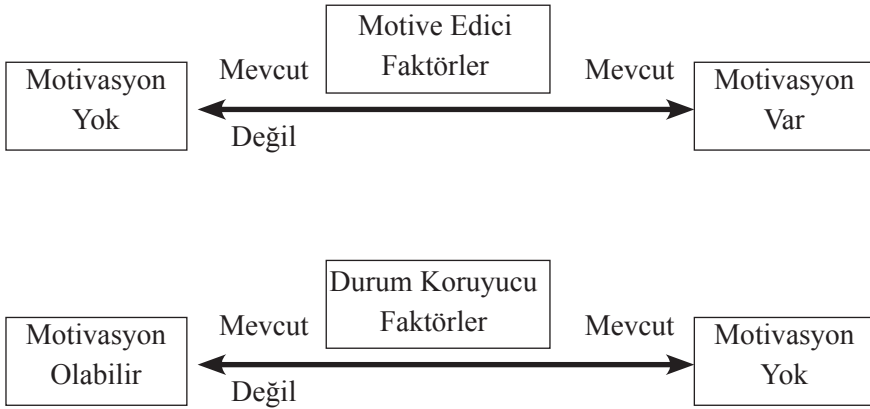 Motive Edici
Faktörler
Mevcut
Değil
Mevcut
Motivasyon
Yok
Motivasyon
Var
Durum Koruyucu
Faktörler
Mevcut
Değil
Mevcut
Motivasyon
Olabilir
Motivasyon
Yok